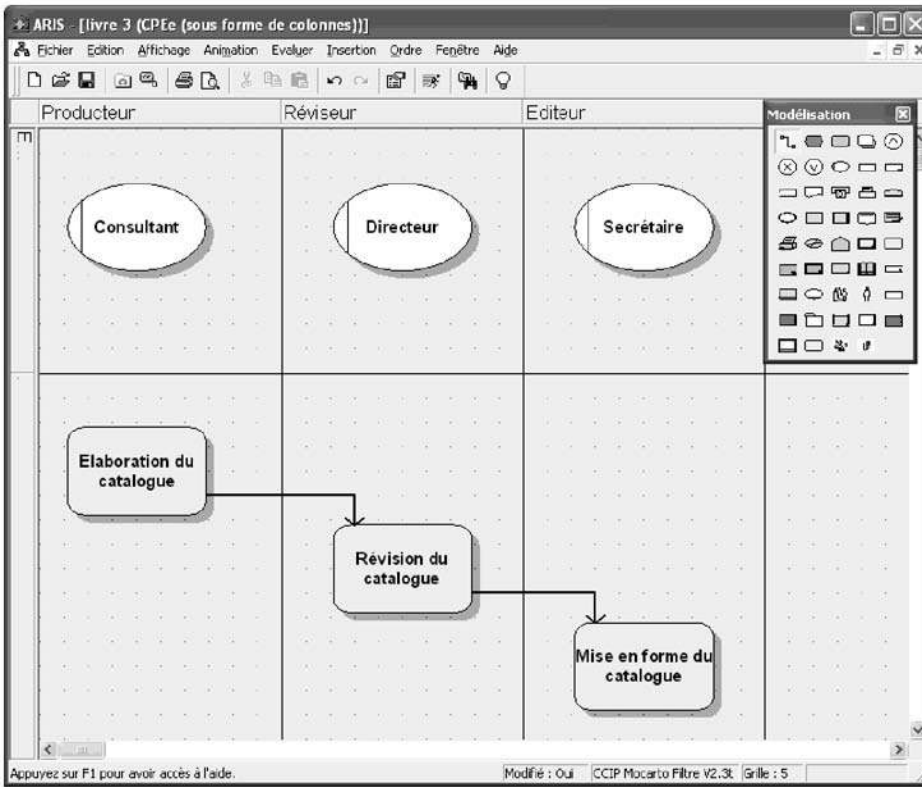 ARIS - [livre 3 (CPEe (sous forme de colonnes))]
Fichier Edition Affichage Animation Evaluer Insertion Ordre Fenêtre Aide
Producteur Réviseur Editeur
Modélisation
Consultant Directeur Secrétaire
Elaboration du
catalogue
Révision du
catalogue
Mise en forme du
catalogue
Appuyez sur F1 pour avoir accès à l'aide. Modifié : Oui CCIP Mocarto Filtre V2.3t Grille : 5